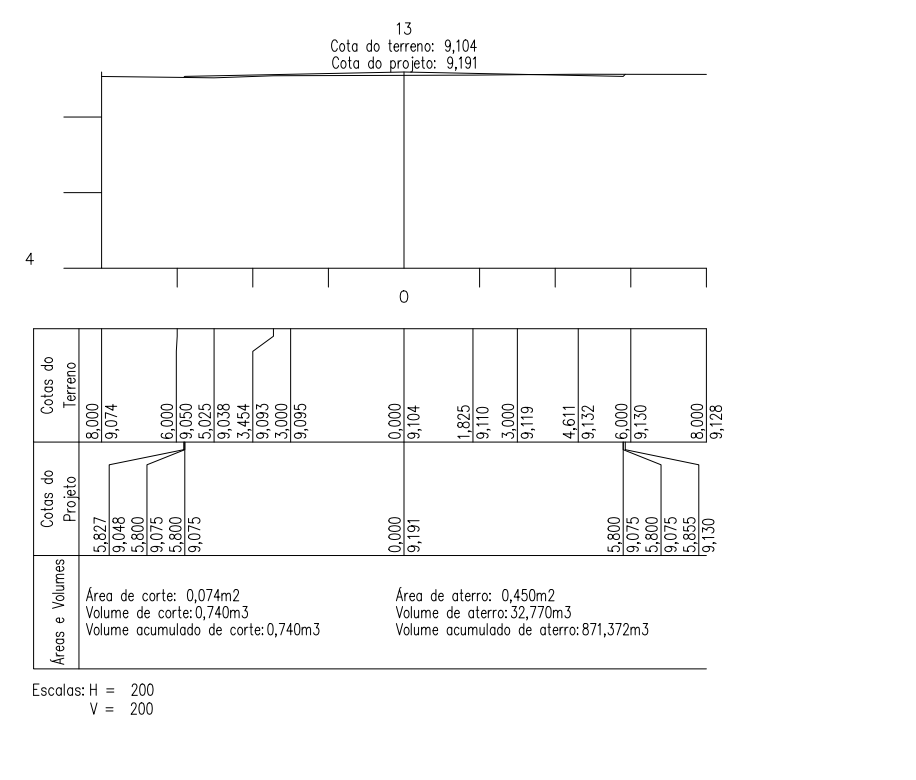 13
Cota do terreno: 9,104
Cota do projeto: 9,191
4
0
Cotas do
Terreno
8,000
9,074
6,000
9,050
5,025
9,038
3,454
9,093
3,000
9,095
0,000
9,104
1,825
9,110
3,000
9,119
4,611
9,132
6,000
9,130
8,000
9,128
Cotas do
Projeto
5,827
9,048
5,800
9,075
5,800
9,075
0,000
9,191
5,800
9,075
5,800
9,075
5,855
9,130
Áreas e Volumes
Área de corte: 0,074m2
Volume de corte:0,740m3
Volume acumulado de corte:0,740m3
Área de aterro: 0,450m2
Volume de aterro:32,770m3
Volume acumulado de aterro:871,372m3
Escalas: H = 200
V = 200